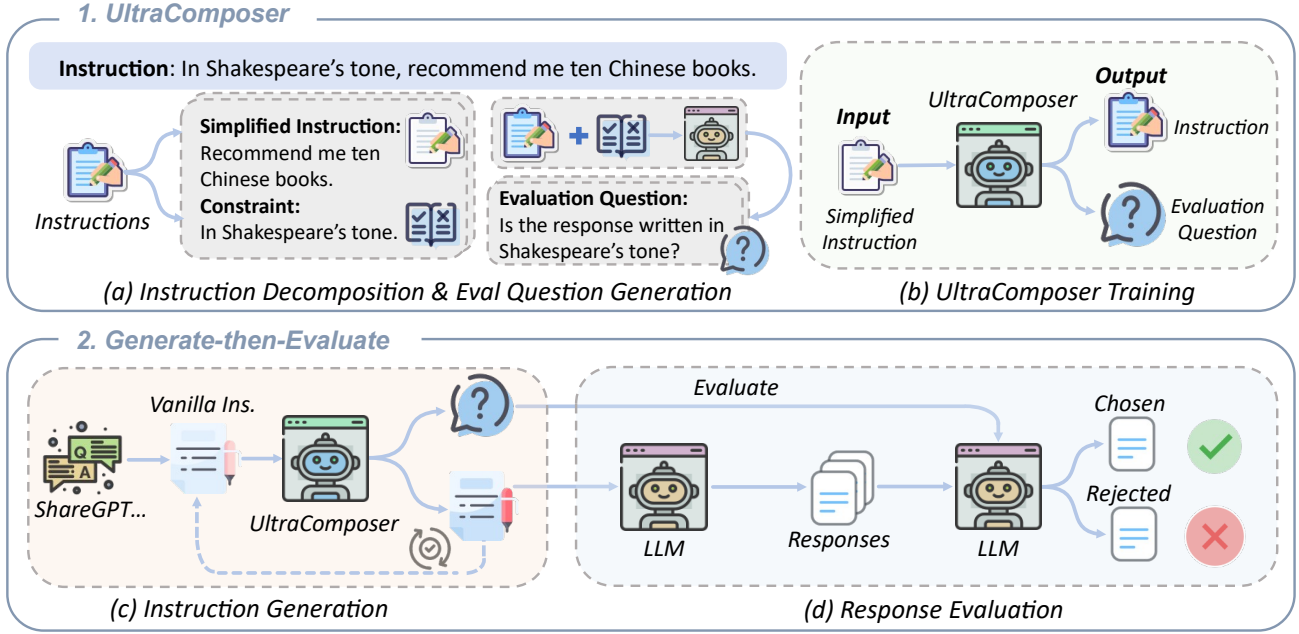 1. UltraComposer
Instruction: In Shakespeare's tone, recommend me ten Chinese books.
Instructions
Simplified Instruction:
Recommend me ten
Chinese books.
Constraint:
In Shakespeare's tone.
Evaluation Question:
Is the response written in
Shakespeare's tone?
(a) Instruction Decomposition & Eval Question Generation
Input
Simplified
Instruction
UltraComposer
Output
Instruction
Evaluation
Question
(b) UltraComposer Training
2. Generate-then-Evaluate
Q
A
ShareGPT...
Vanilla Ins.
UltraComposer
(c) Instruction Generation
Evaluate
LLM
Responses
LLM
Chosen
Rejected
(d) Response Evaluation